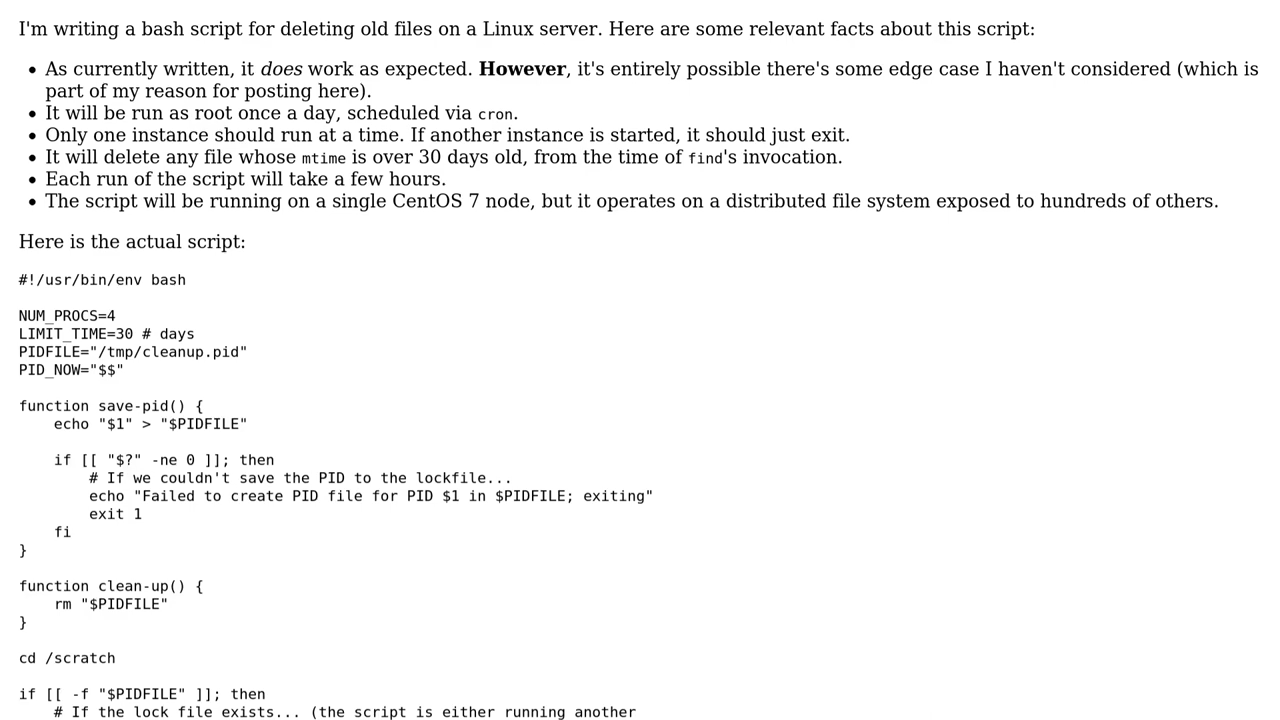 I'm writing a bash script for deleting old files on a Linux server. Here are some relevant facts about this script:
• As currently written, it does work as expected. However, it's entirely possible there's some edge case I haven't considered (which is
part of my reason for posting here).
• It will be run as root once a day, scheduled via cron.
• Only one instance should run at a time. If another instance is started, it should just exit.
• It will delete any file whose mtime is over 30 days old, from the time of find's invocation.
• Each run of the script will take a few hours.
• The script will be running on a single CentOS 7 node, but it operates on a distributed file system exposed to hundreds of others.
Here is the actual script:
#!/usr/bin/env bash

NUM_PROCS=4
LIMIT_TIME=30 # days
PIDFILE="/tmp/cleanup.pid"
PID_NOW="$$"

function save-pid() {
    echo "$1" > "$PIDFILE"

    if [[ "$?" -ne 0 ]]; then
        # If we couldn't save the PID to the lockfile...
        echo "Failed to create PID file for PID $1 in $PIDFILE; exiting"
        exit 1
    fi
}

function clean-up() {
    rm "$PIDFILE"
}

cd /scratch

if [[ -f "$PIDFILE" ]]; then
    # If the lock file exists... (the script is either running another